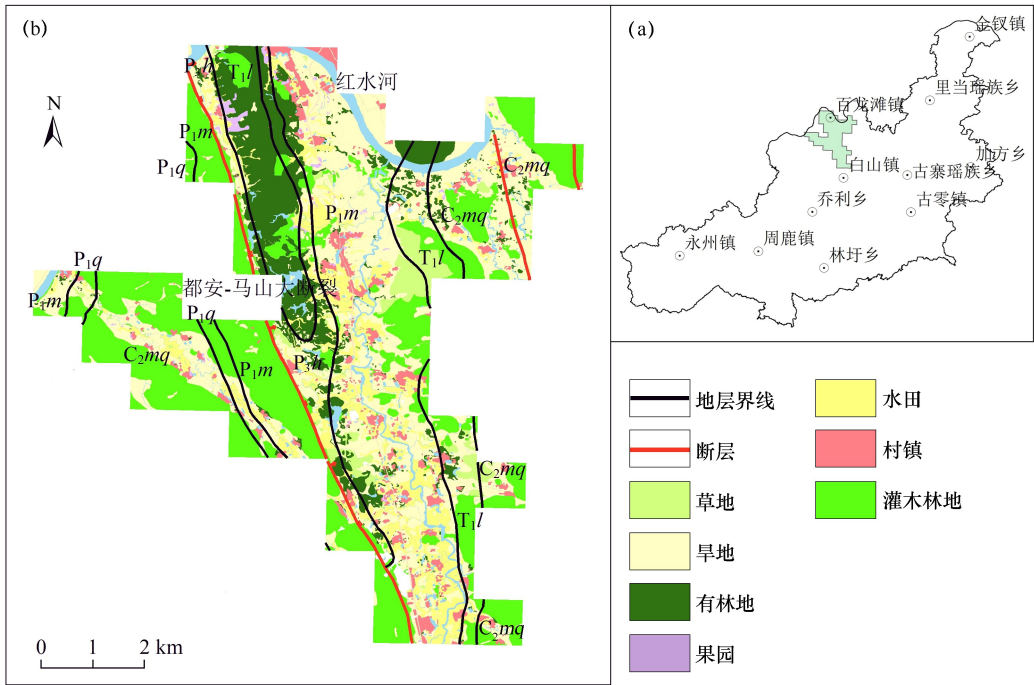 (b)
P₃h
T₁l
红水河
N
P₁m
P₁q
C₂mq
P₁m
C₂mq
T₁l
P₁q
都安-马山大断裂
P₁m
P₁q
C₂mq
P₁m
P₃h
C₂mq
T₁l
C₂mq
0 1 2 km
(a)
金钗镇
里当瑶族乡
百龙滩镇
加方乡
白山镇
古寨瑶族乡
乔利乡
古零镇
永州镇
周鹿镇
林圩乡
地层界线
水田
断层
村镇
草地
灌木林地
旱地
有林地
果园